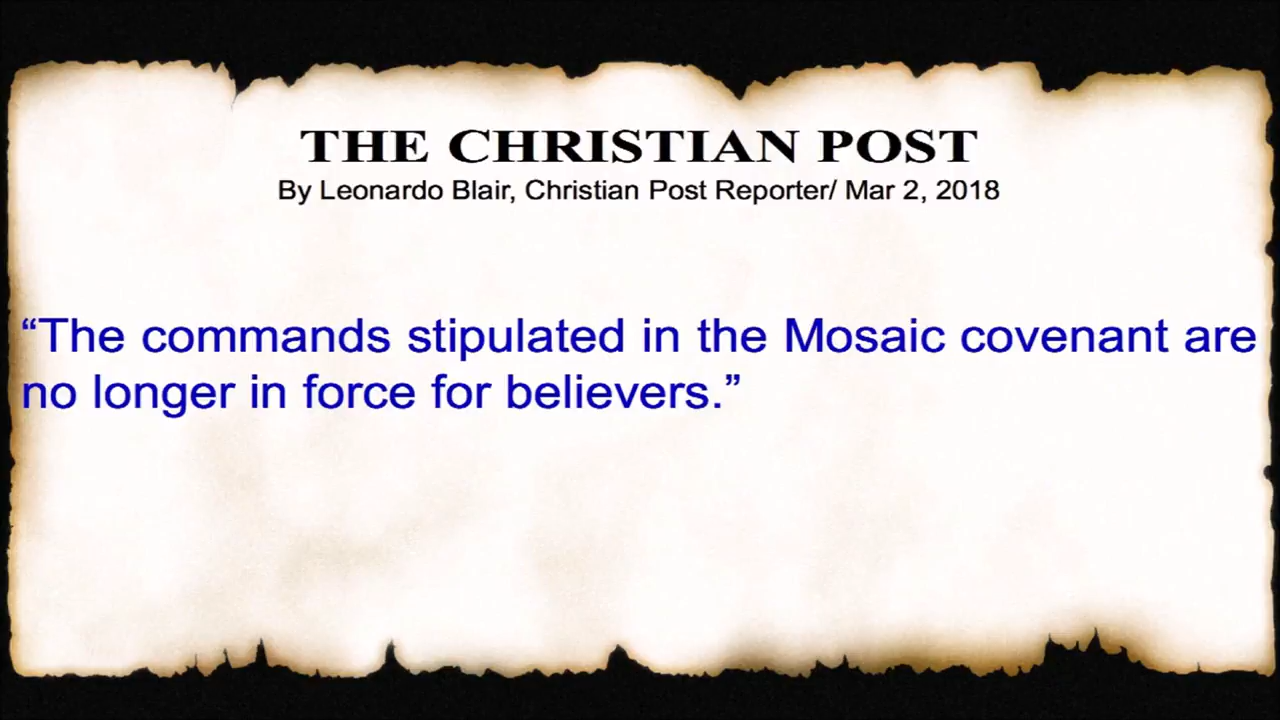 THE CHRISTIAN POST
By Leonardo Blair, Christian Post Reporter/ Mar 2, 2018
“The commands stipulated in the Mosaic covenant are
no longer in force for believers.”